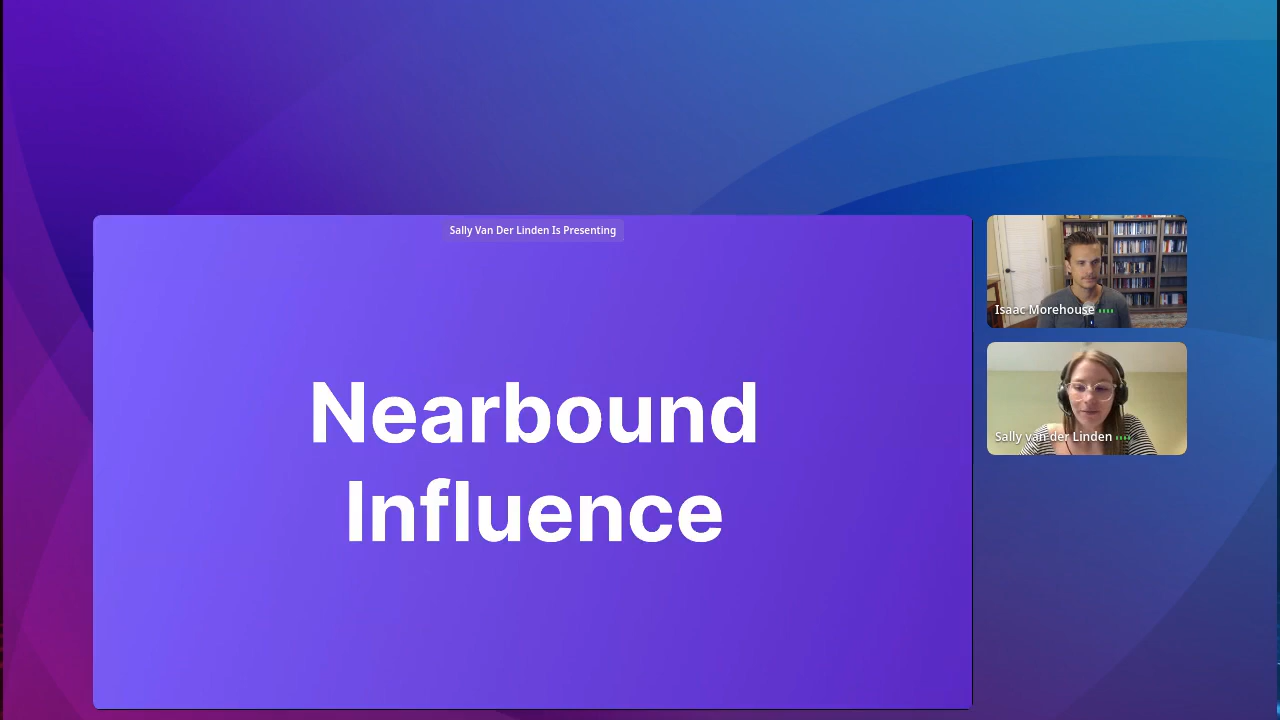 Sally Van Der Linden Is Presenting
Nearbound
Influence
Isaac Morehouse
Sally van der Linden